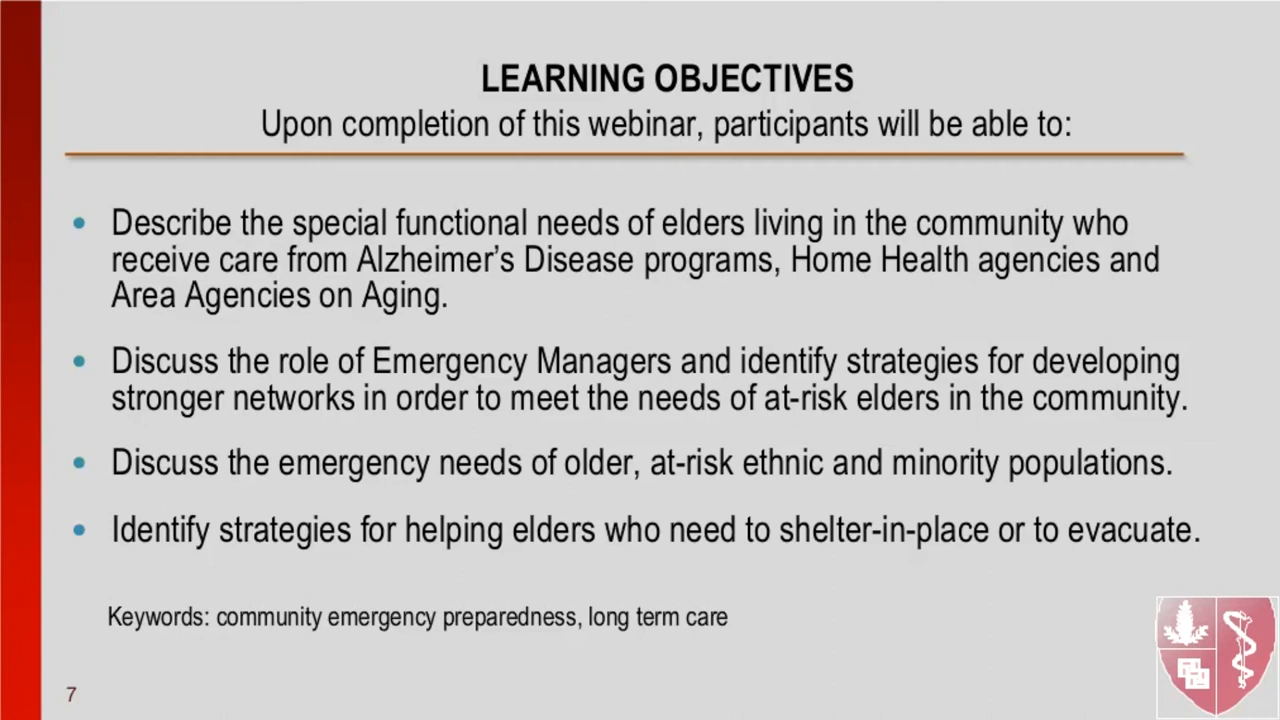 LEARNING OBJECTIVES
Upon completion of this webinar, participants will be able to:
• Describe the special functional needs of elders living in the community who
receive care from Alzheimer's Disease programs, Home Health agencies and
Area Agencies on Aging.
• Discuss the role of Emergency Managers and identify strategies for developing
stronger networks in order to meet the needs of at-risk elders in the community.
• Discuss the emergency needs of older, at-risk ethnic and minority populations.
• Identify strategies for helping elders who need to shelter-in-place or to evacuate.
Keywords: community emergency preparedness, long term care
7